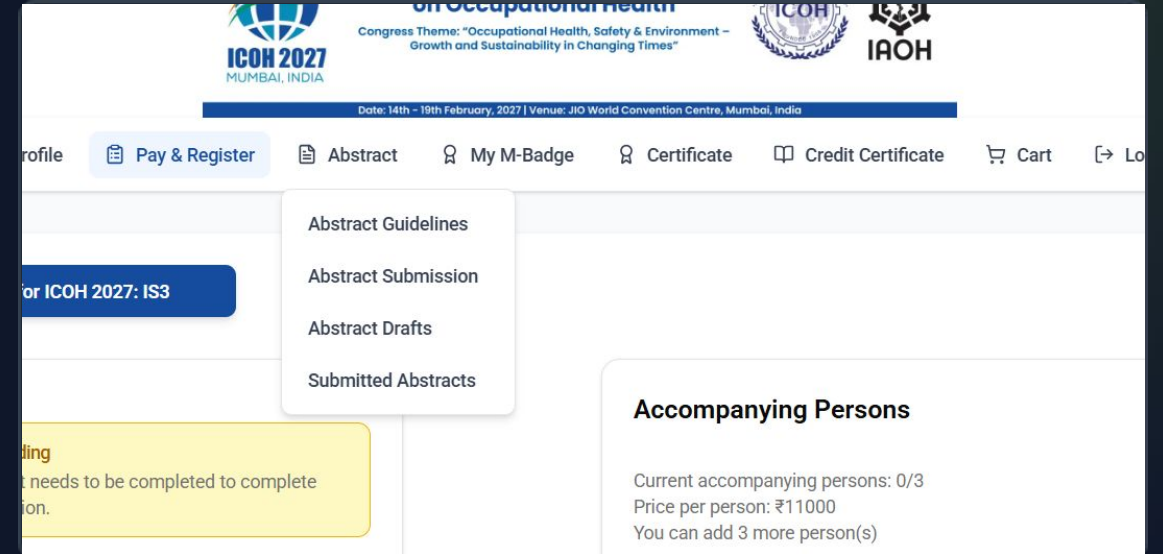 on Occupational Health
Congress Theme: "Occupational Health, Safety & Environment –
Growth and Sustainability in Changing Times"
ICOH 2027
MUMBAI, INDIA
ICOH
IAOH
Date: 14th - 19th February, 2027 | Venue: JIO World Convention Centre, Mumbai, India
rofile
Pay & Register
Abstract
My M-Badge
Certificate
Credit Certificate
Cart
Lo
Abstract Guidelines
Abstract Submission
Abstract Drafts
Submitted Abstracts
for ICOH 2027: IS3
ding
t needs to be completed to complete
ion.
Accompanying Persons
Current accompanying persons: 0/3
Price per person: ₹11000
You can add 3 more person(s)